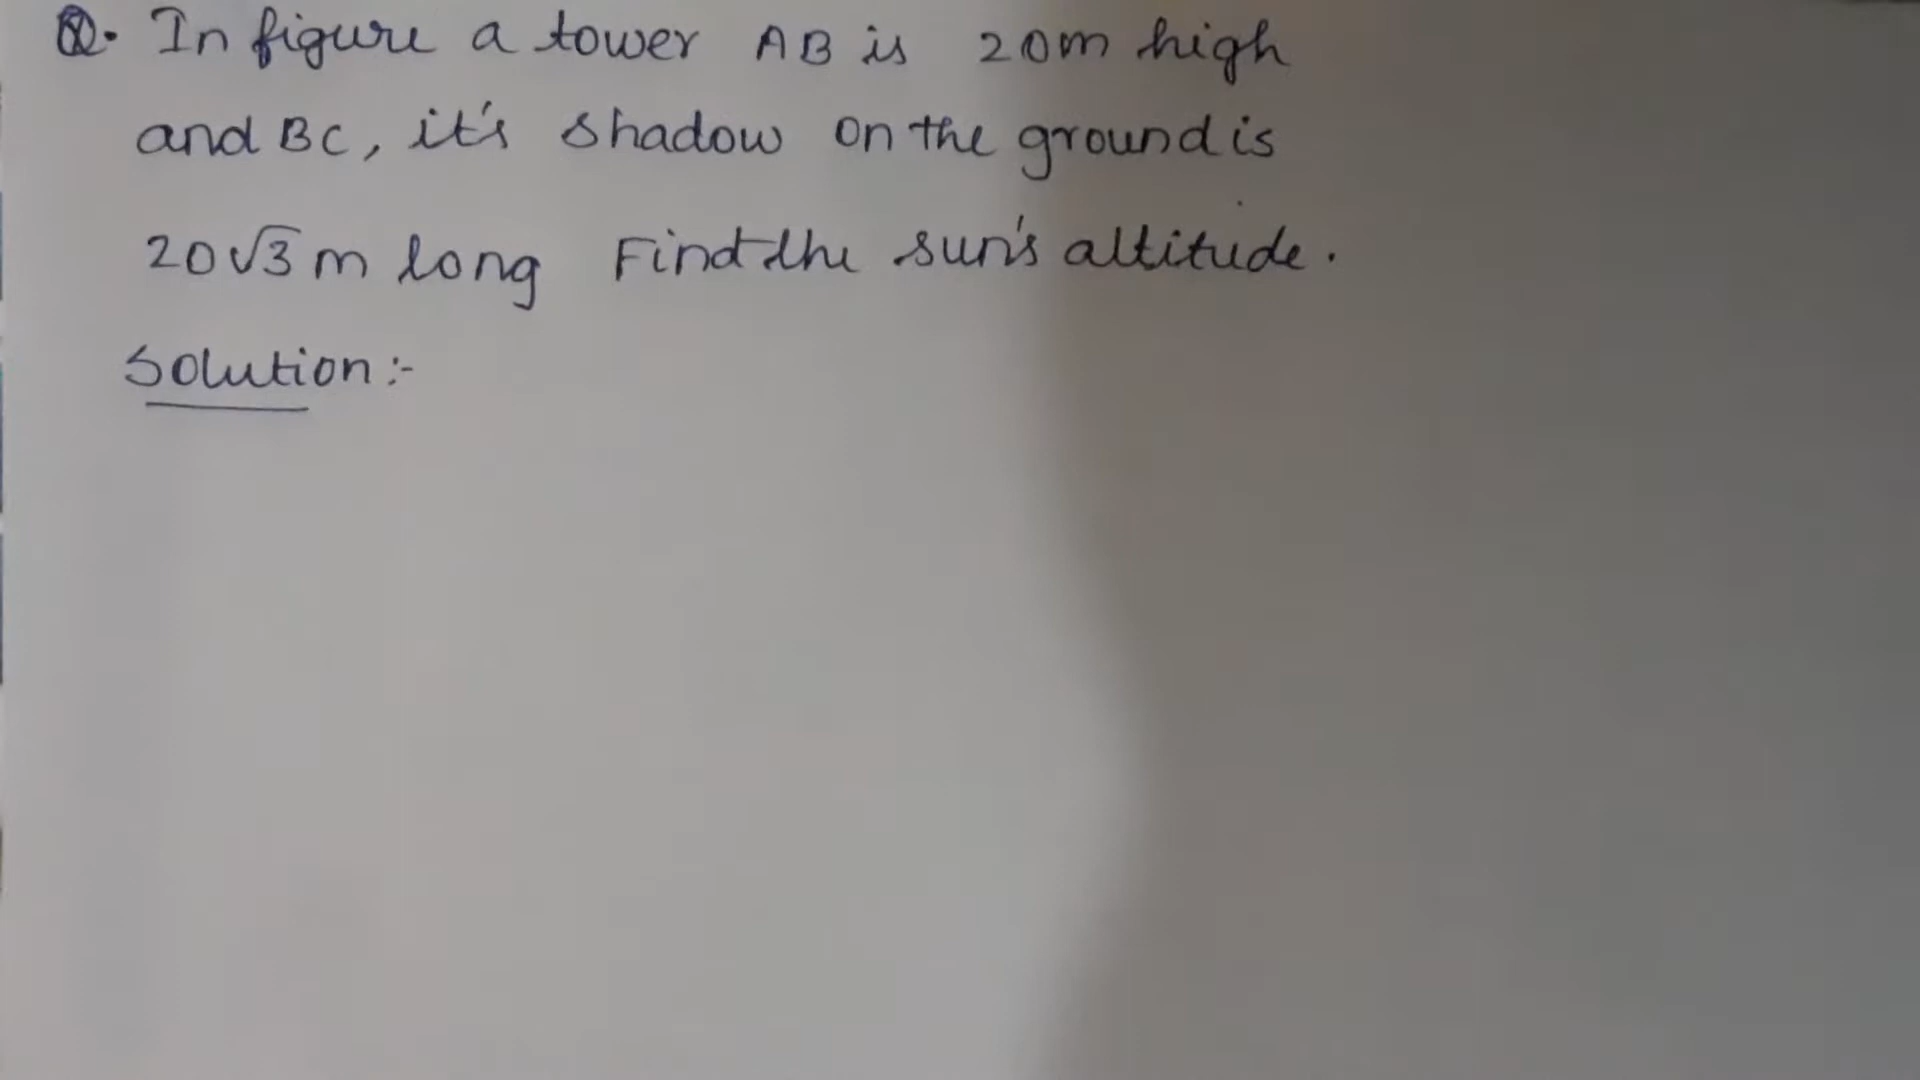 Q. In figure a tower AB is 20m high
and BC, it's shadow on the ground is
20√3 m long Find the sun's altitude.
Solution :-